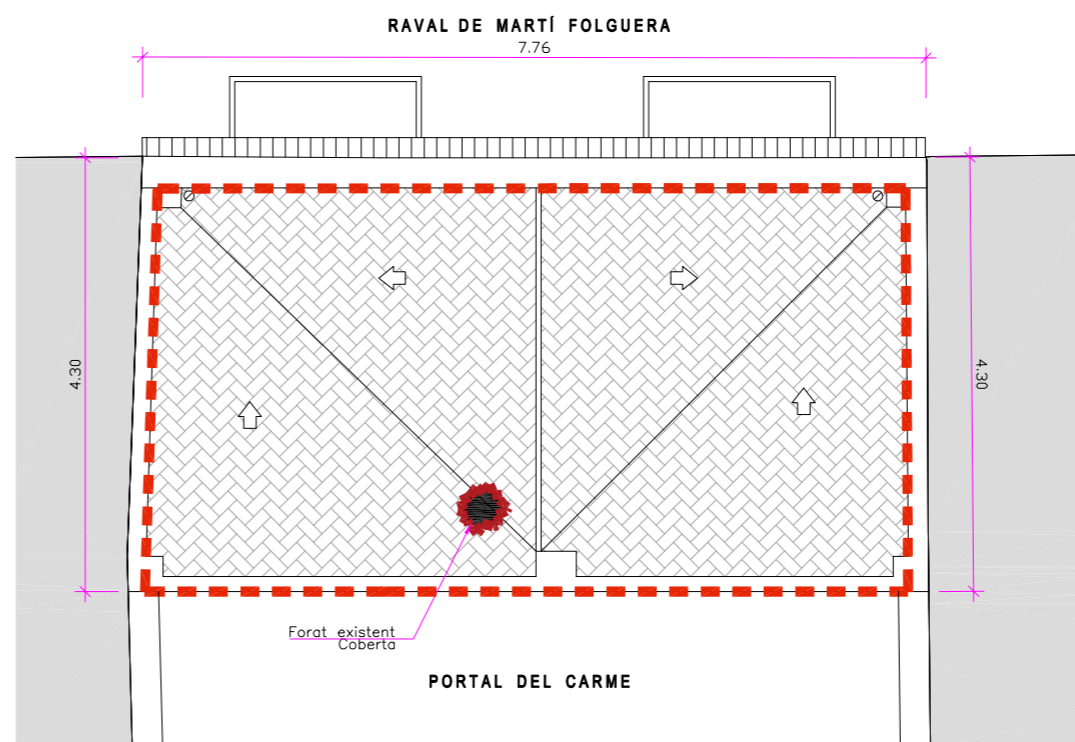 RAVAL DE MARTÍ FOLGUERA
7.76
4.30
4.30
Forat existent
Coberta
PORTAL DEL CARME